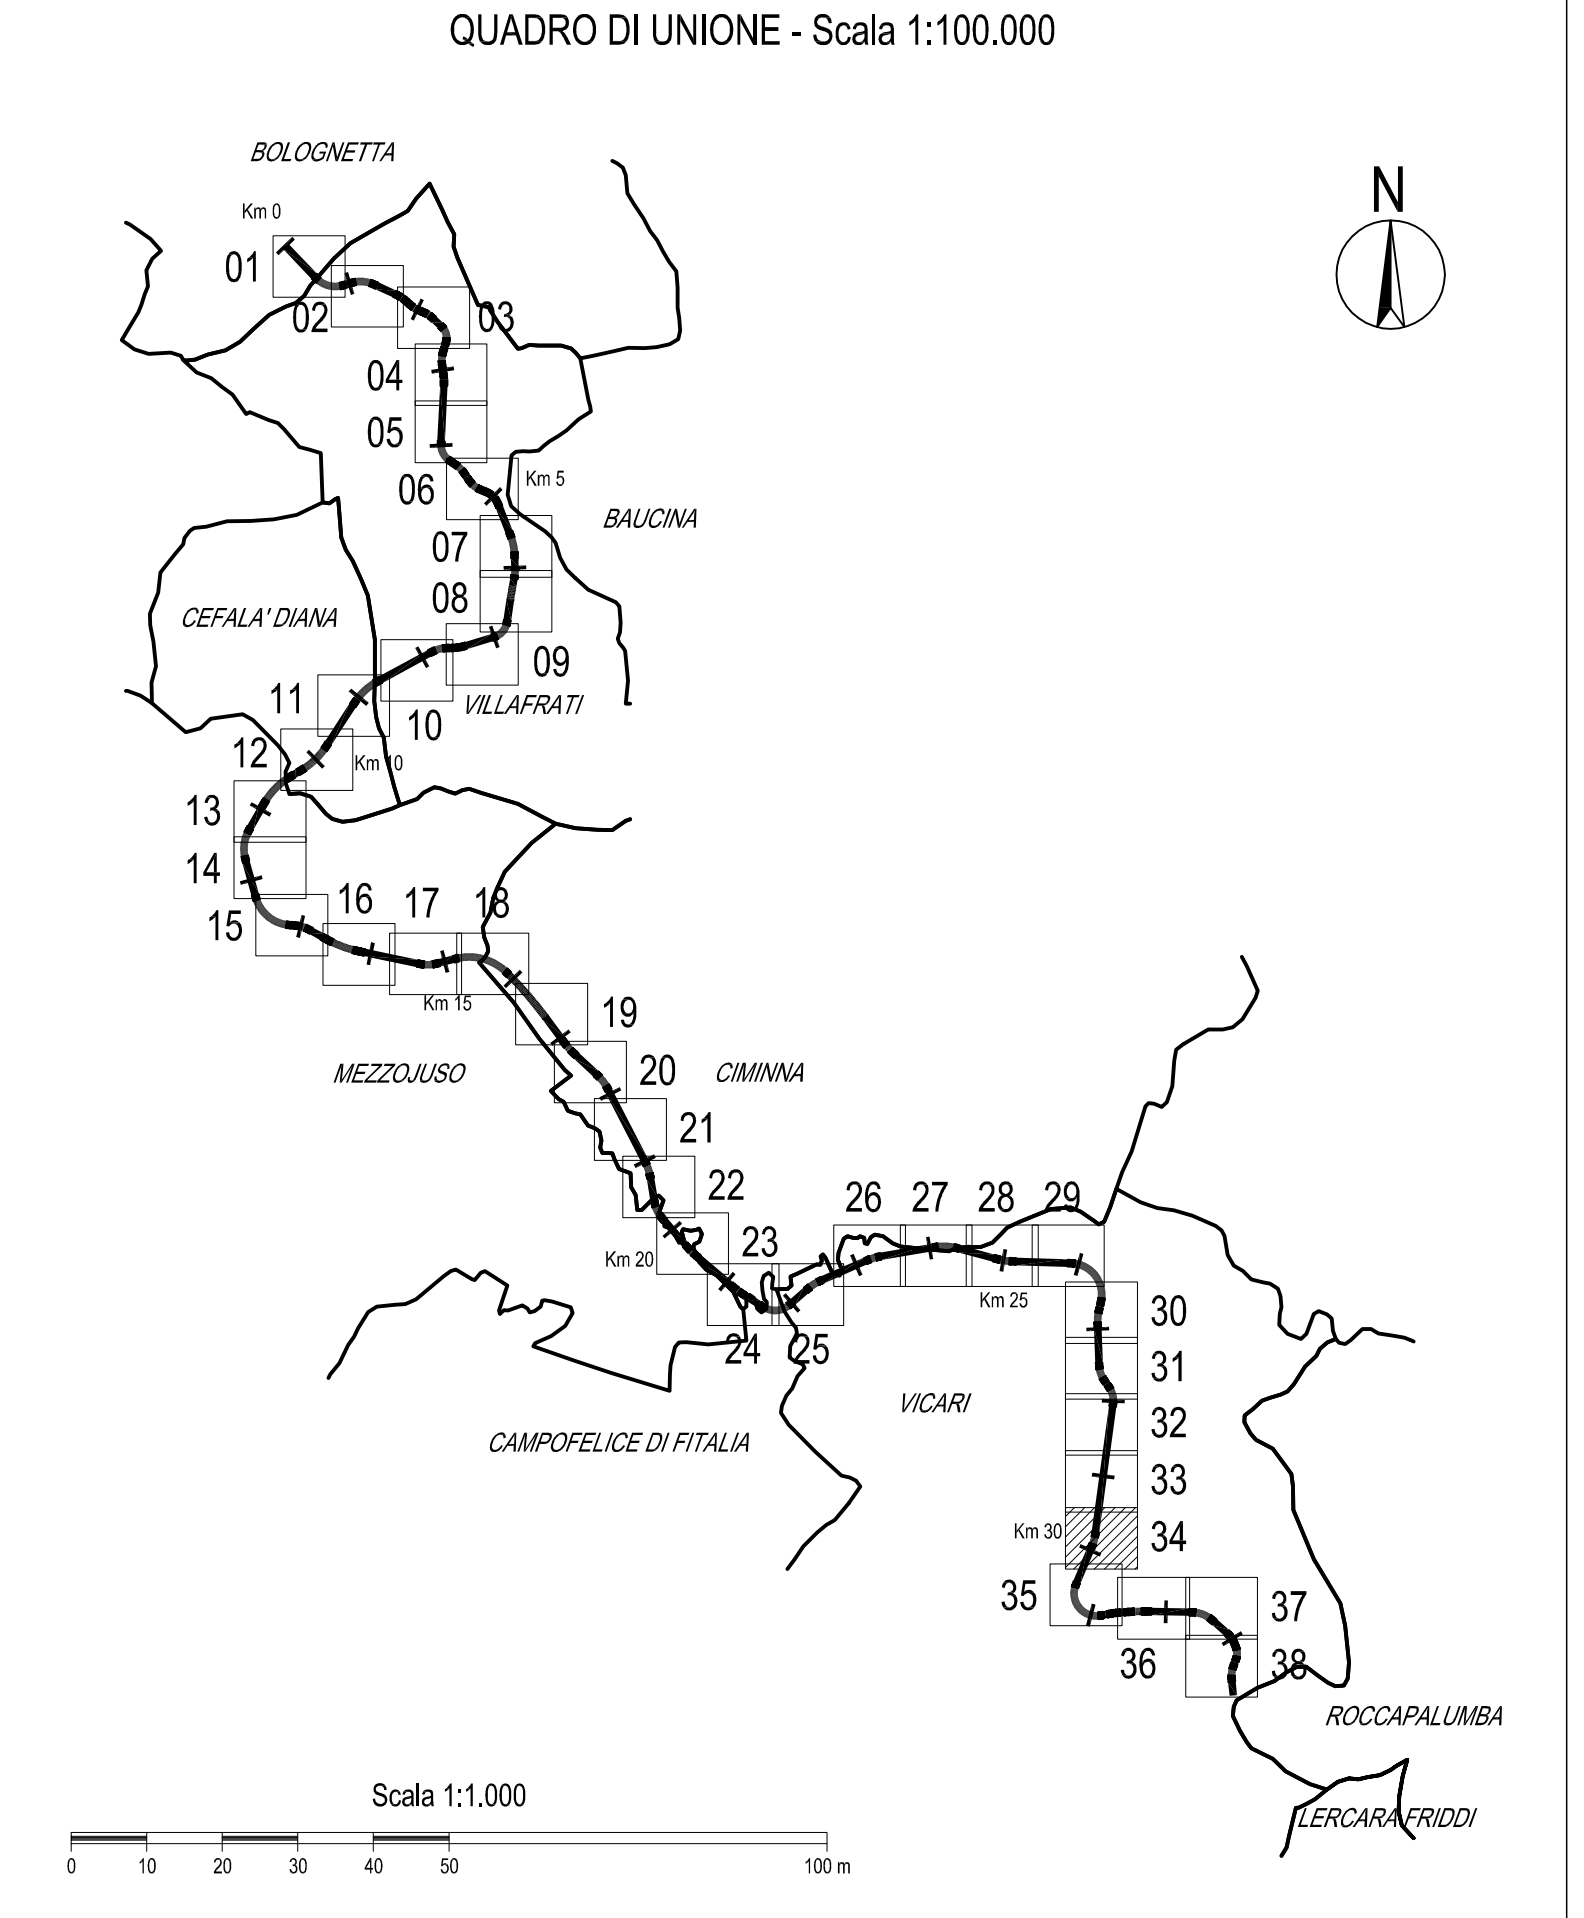 QUADRO DI UNIONE - Scala 1:100.000
BOLOGNETTA
N
Km 0
01
02
03
04
05
06
Km 5
BAUCINA
07
08
CEFALA' DIANA
09
11
VILLAFRATI
10
12
Km 10
13
14
15
16
17
18
Km 15
19
MEZZOJUSO
20
CIMINNA
21
22
26
27
28
29
23
Km 20
Km 25
30
24
25
31
VICARI
32
CAMPOFELICE DI FITALIA
33
Km 30
34
35
37
36
38
ROCCAPALUMBA
Scala 1:1.000
LERCARA FRIDDI
0 10 20 30 40 50 100 m